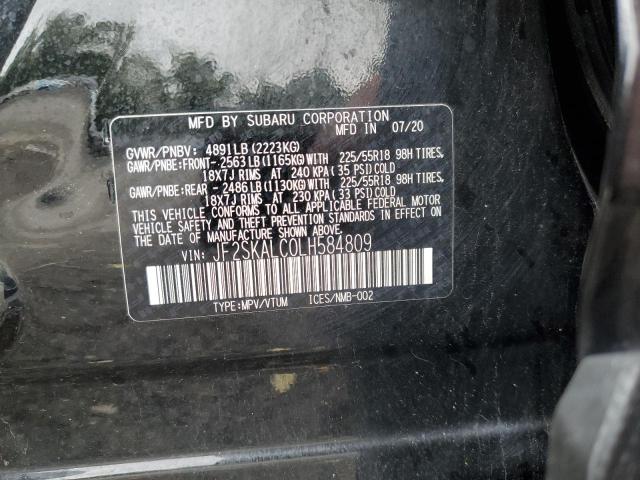 MFD BY SUBARU CORPORATION
MFD IN 07/20
GVWR/PNBV: 4891LB (2223KG)
GAWR/PNBE:FRONT- 2563LB(1165KG)WITH 225/55R18 98H TIRES,
18X7J RIMS AT 240 KPA(35 PSI)COLD
GAWR/PNBE:REAR - 2486LB(1130KG)WITH 225/55R18 98H TIRES,
18X7J RIMS AT 230 KPA(33 PSI)COLD
THIS VEHICLE CONFORMS TO ALL APPLICABLE FEDERAL MOTOR
VEHICLE SAFETY AND THEFT PREVENTION STANDARDS IN EFFECT ON
THE DATE OF MANUFACTURE SHOWN ABOVE.
VIN: JF2SKALC0LH584809
TYPE:MPV/VTUM ICES/NMB-002